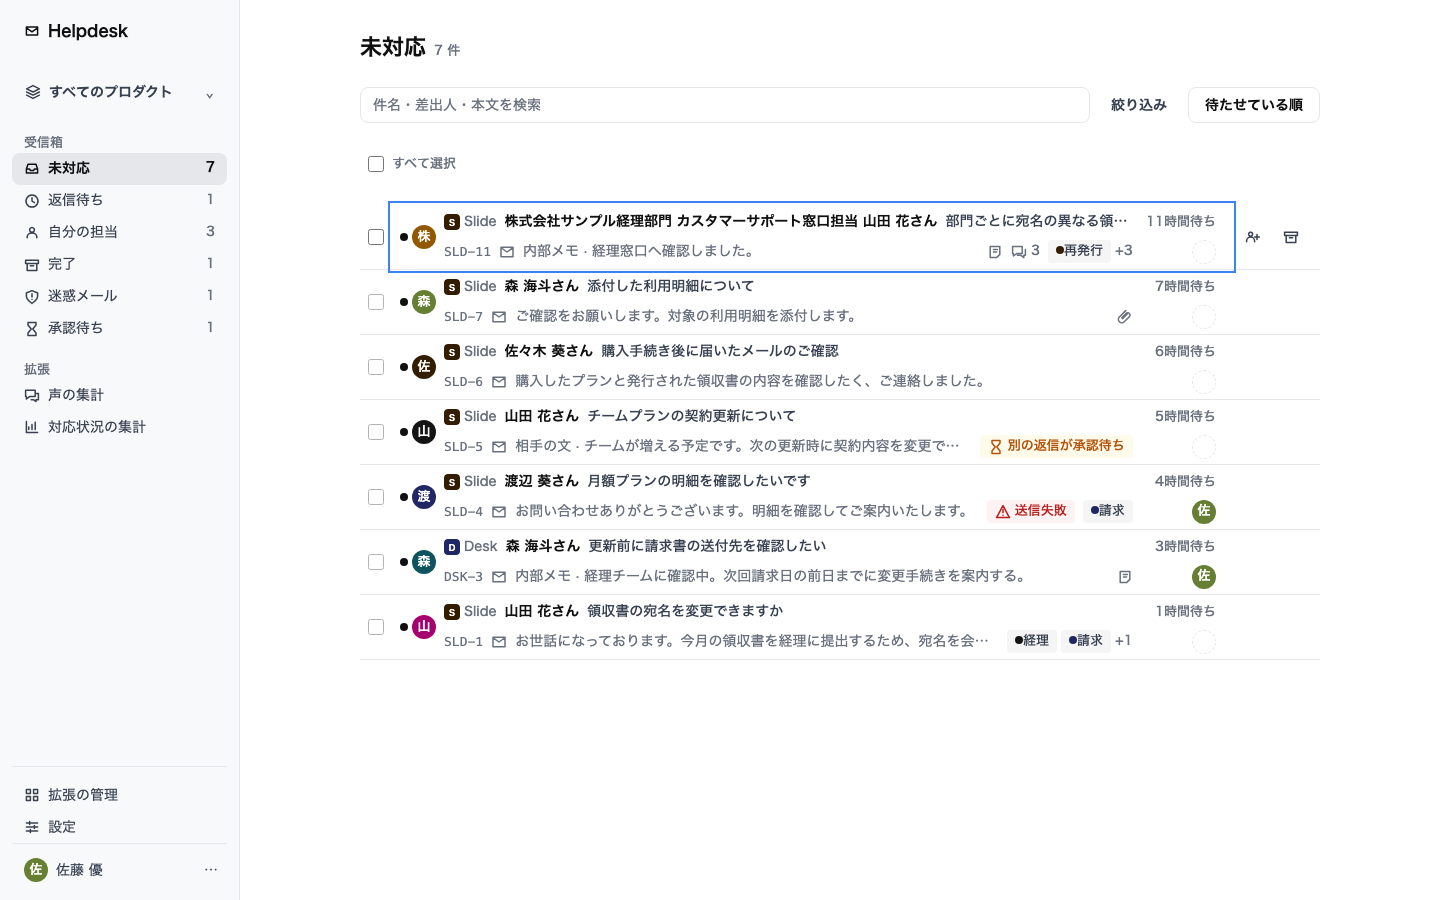 Helpdesk
すべてのプロダクト
受信箱
未対応 7
返信待ち 1
自分の担当 3
完了 1
迷惑メール 1
承認待ち 1
拡張
声の集計
対応状況の集計
拡張の管理
設定
佐 佐藤 優 …
未対応 7 件
件名・差出人・本文を検索 絞り込み 待たせている順
すべて選択
株 S Slide 株式会社サンプル経理部門 カスタマーサポート窓口担当 山田 花さん 部門ごとに宛名の異なる領… 11時間待ち
SLD-11 内部メモ · 経理窓口へ確認しました。 3 再発行 +3
森 S Slide 森 海斗さん 添付した利用明細について 7時間待ち
SLD-7 ご確認をお願いします。対象の利用明細を添付します。
佐 S Slide 佐々木 葵さん 購入手続き後に届いたメールのご確認 6時間待ち
SLD-6 購入したプランと発行された領収書の内容を確認したく、ご連絡しました。
山 S Slide 山田 花さん チームプランの契約更新について 5時間待ち
SLD-5 相手の文 · チームが増える予定です。次の更新時に契約内容を変更で… 別の返信が承認待ち
渡 S Slide 渡辺 葵さん 月額プランの明細を確認したいです 4時間待ち
SLD-4 お問い合わせありがとうございます。明細を確認してご案内いたします。 送信失敗 請求 佐
森 D Desk 森 海斗さん 更新前に請求書の送付先を確認したい 3時間待ち
DSK-3 内部メモ · 経理チームに確認中。次回請求日の前日までに変更手続きを案内する。 佐
山 S Slide 山田 花さん 領収書の宛名を変更できますか 1時間待ち
SLD-1 お世話になっております。今月の領収書を経理に提出するため、宛名を会… 経理 請求 +1